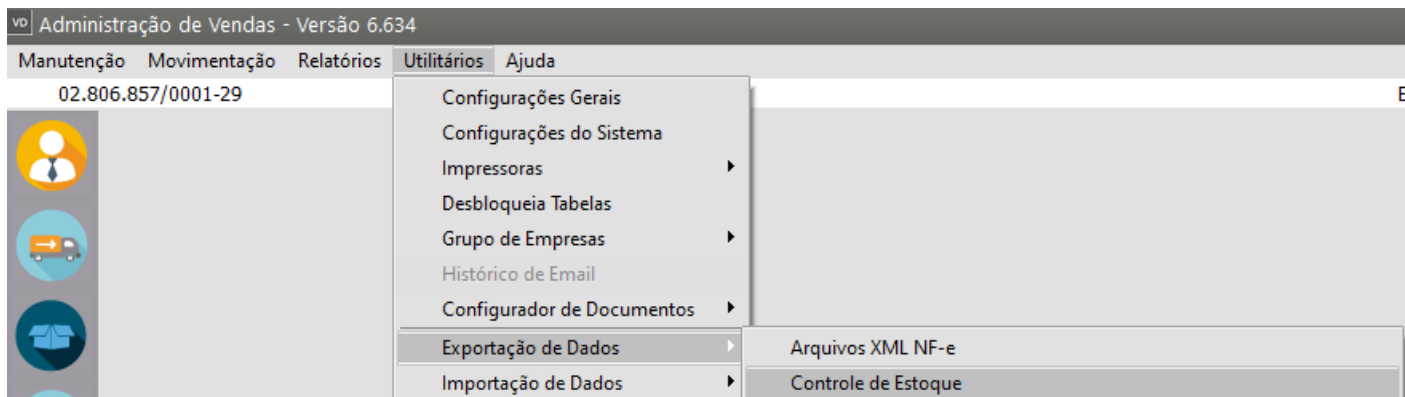 VD Administração de Vendas - Versão 6.634
Manutenção Movimentação Relatórios Utilitários Ajuda
02.806.857/0001-29
Configurações Gerais
Configurações do Sistema
Impressoras
Desbloqueia Tabelas
Grupo de Empresas
Histórico de Email
Configurador de Documentos
Exportação de Dados Arquivos XML NF-e
Importação de Dados Controle de Estoque